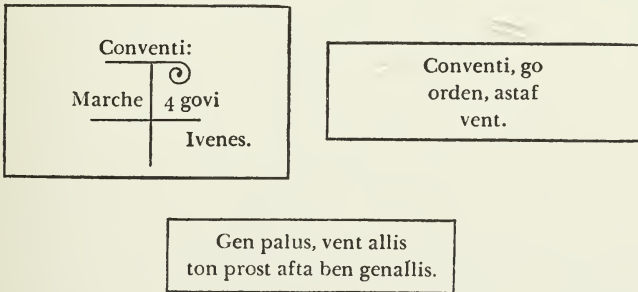 Conventi:
Marche 4 govi
Ivenes.
Conventi, go
orden, astaf
vent.
Gen palus, vent allis
ton prost afta ben genallis.